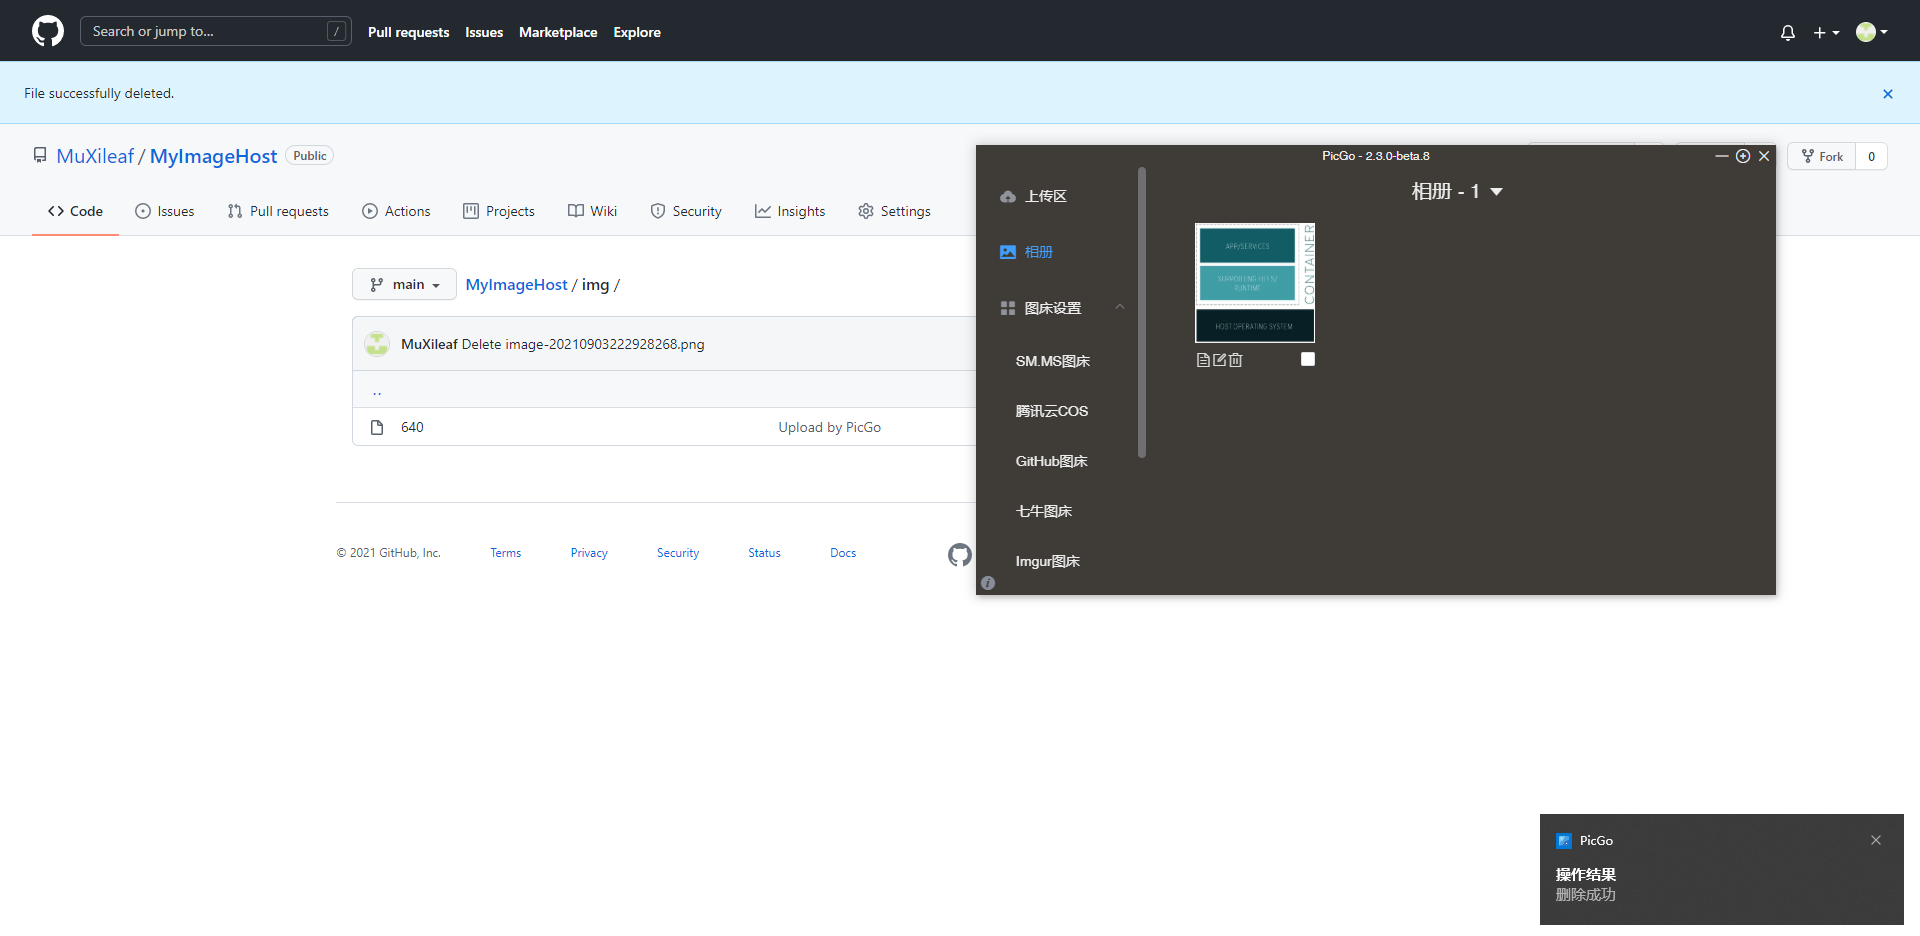 Search or jump to...
/
Pull requests
Issues
Marketplace
Explore
File successfully deleted.
MuXileaf / MyImageHost
Public
Fork
0
Code
Issues
Pull requests
Actions
Projects
Wiki
Security
Insights
Settings
main
MyImageHost / img /
MuXileaf Delete image-20210903222928268.png
..
640
Upload by PicGo
© 2021 GitHub, Inc.
Terms
Privacy
Security
Status
Docs
PicGo - 2.3.0-beta.8
上传区
相册
图床设置
SM.MS图床
腾讯云COS
GitHub图床
七牛图床
Imgur图床
相册 - 1
APP/SERVICES
RUNTIME
HOST OPERATING SYSTEM
CONTAINER
PicGo
操作结果
删除成功